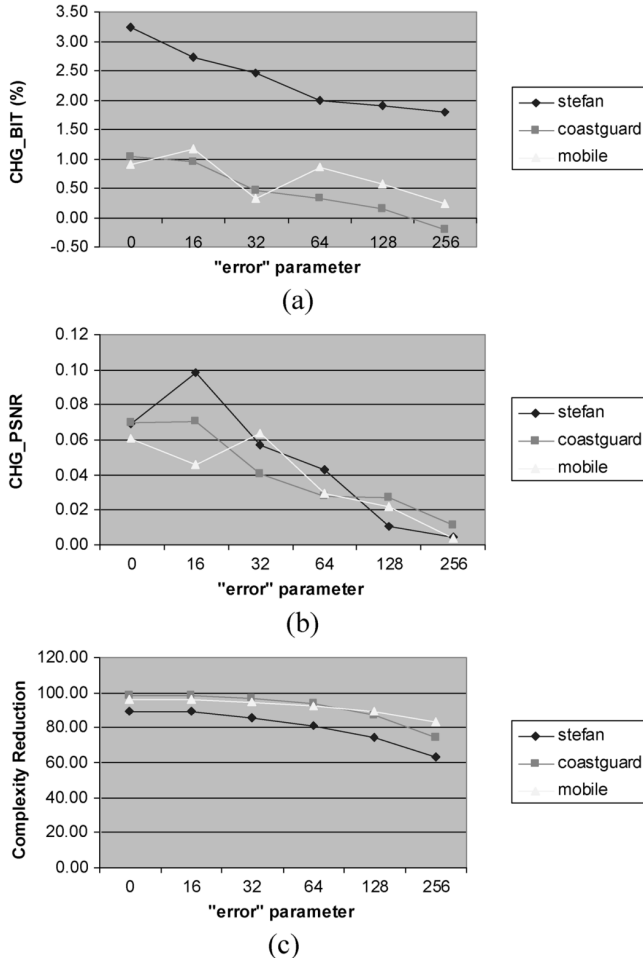 3.50
3.00
2.50
2.00
1.50
1.00
0.50
0.00
-0.50
CHG_BIT (%)
0 16 32 64 128 256
"error" parameter
stefan
coastguard
mobile
(a)
0.12
0.10
0.08
0.06
0.04
0.02
0.00
CHG_PSNR
0 16 32 64 128 256
"error" parameter
stefan
coastguard
mobile
(b)
120.00
100.00
80.00
60.00
40.00
20.00
0.00
Complexity Reduction
0 16 32 64 128 256
"error" parameter
stefan
coastguard
mobile
(c)